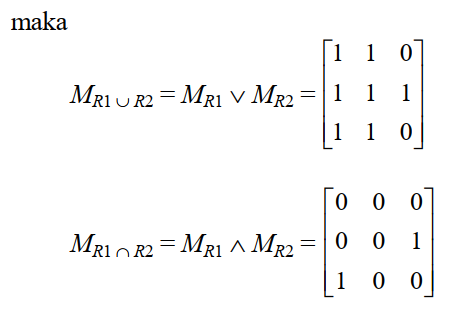 maka
1 1 0
M_{R1 ∪ R2} = M_{R1} ∨ M_{R2} = 1 1 1
1 1 0
0 0 0
M_{R1 ∩ R2} = M_{R1} ∧ M_{R2} = 0 0 1
1 0 0